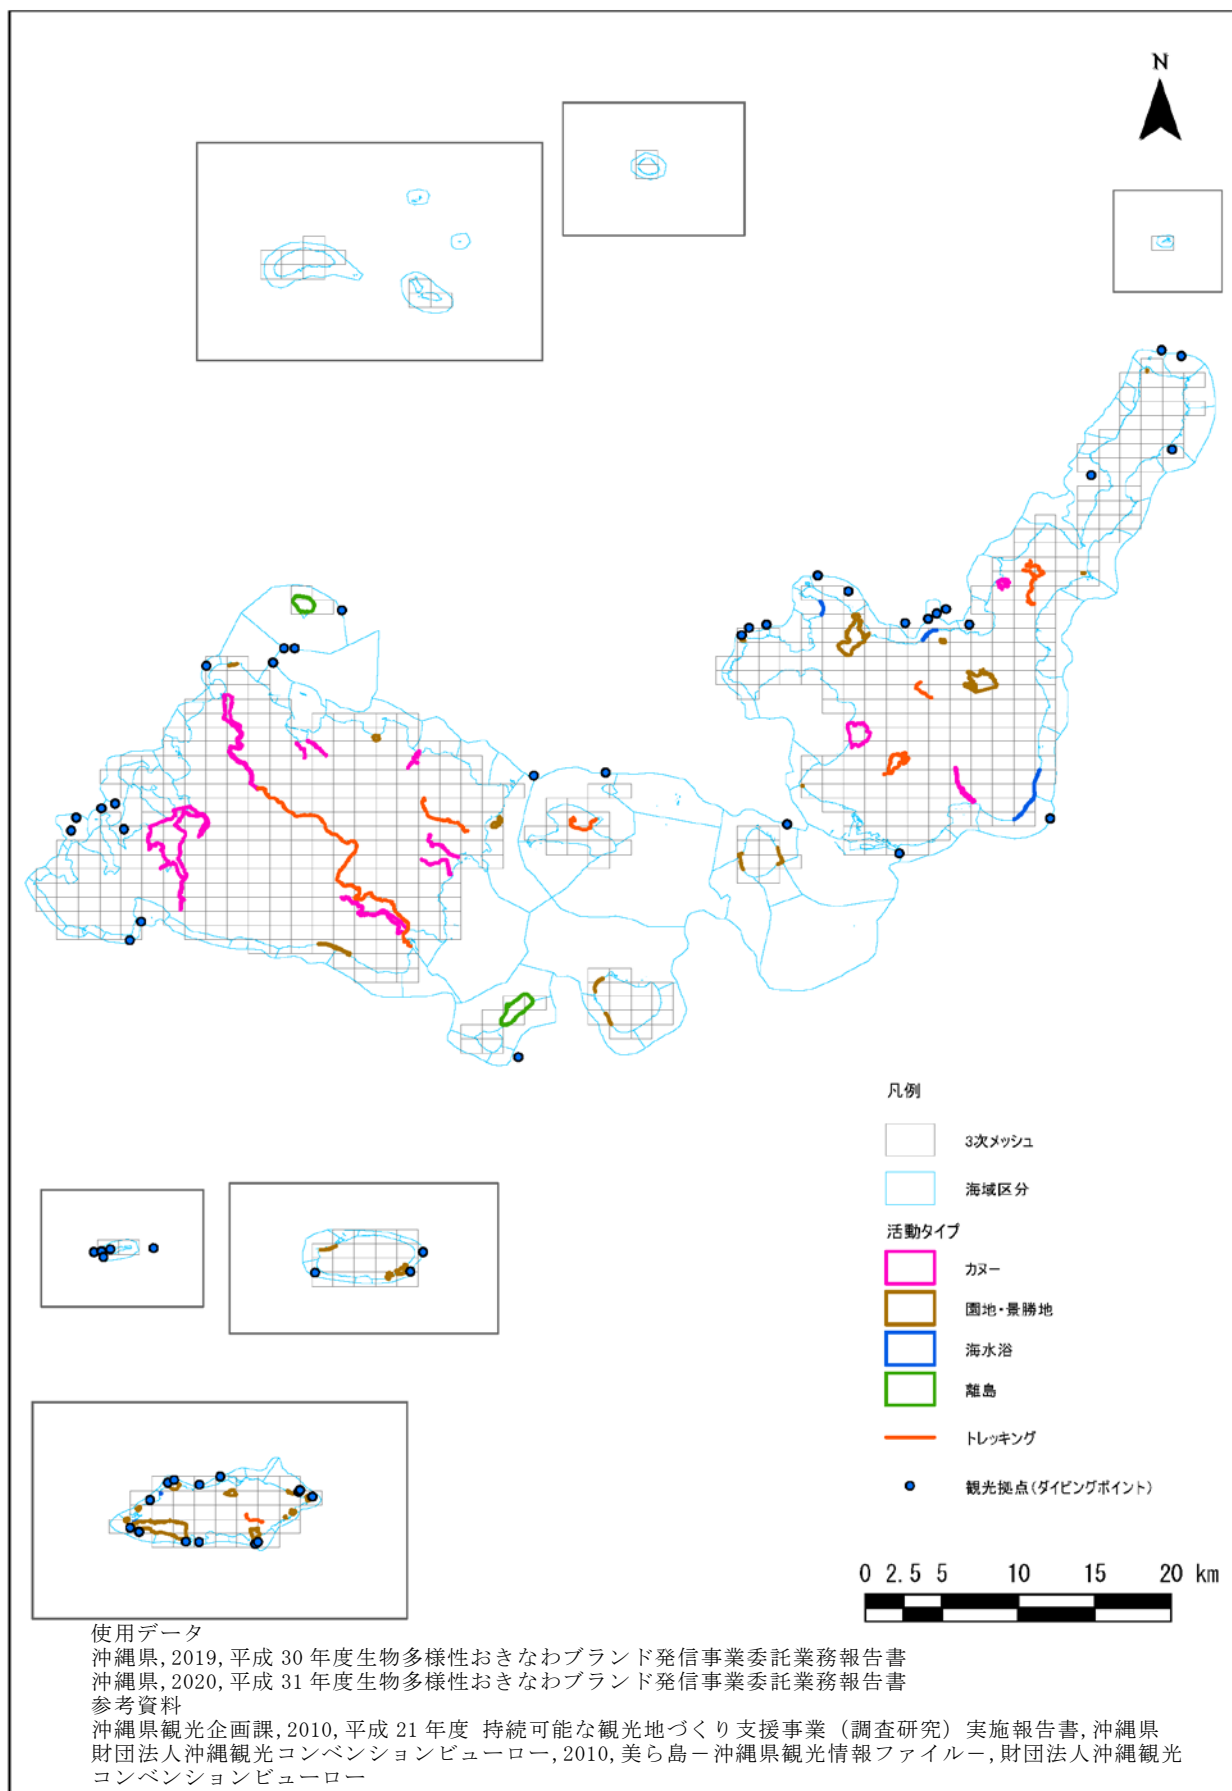 N
凡例
3次メッシュ
海域区分
活動タイプ
カヌー
園地・景勝地
海水浴
離島
トレッキング
観光拠点(ダイビングポイント)
0 2.5 5 10 15 20 km
使用データ
沖縄県,2019,平成 30 年度生物多様性おきなわブランド発信事業委託業務報告書
沖縄県,2020,平成 31 年度生物多様性おきなわブランド発信事業委託業務報告書
参考資料
沖縄県観光企画課,2010,平成 21 年度 持続可能な観光地づくり支援事業（調査研究）実施報告書,沖縄県
財団法人沖縄観光コンベンションビューロー,2010,美ら島－沖縄県観光情報ファイル－,財団法人沖縄観光
コンベンションビューロー